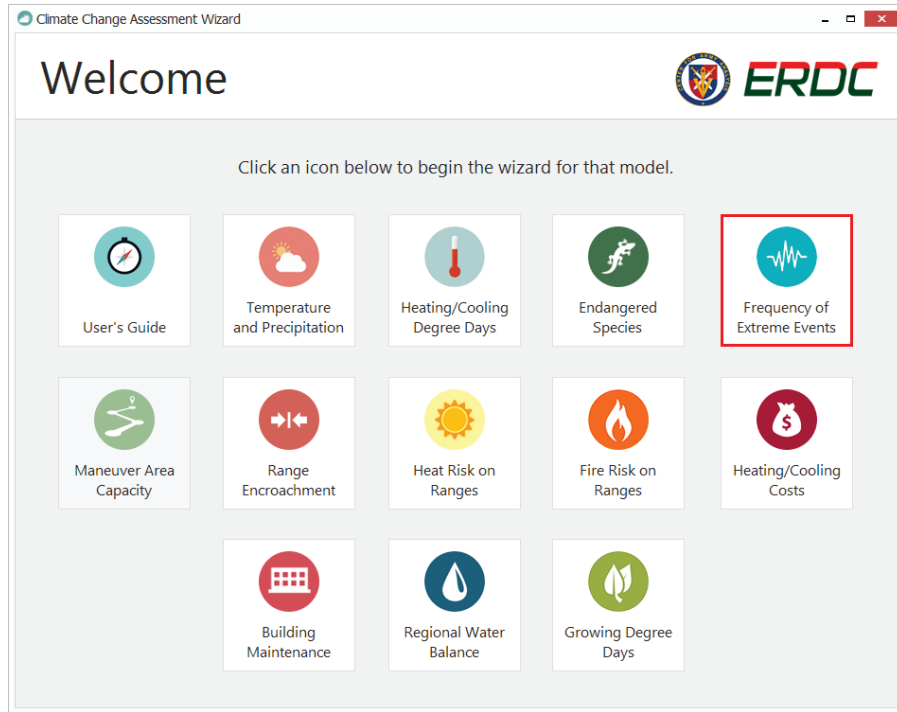 Climate Change Assessment Wizard
Welcome
ERDC
Click an icon below to begin the wizard for that model.
User's Guide
Temperature
and Precipitation
Heating/Cooling
Degree Days
Endangered
Species
Frequency of
Extreme Events
Maneuver Area
Capacity
Range
Encroachment
Heat Risk on
Ranges
Fire Risk on
Ranges
$
Heating/Cooling
Costs
Building
Maintenance
Regional Water
Balance
Growing Degree
Days